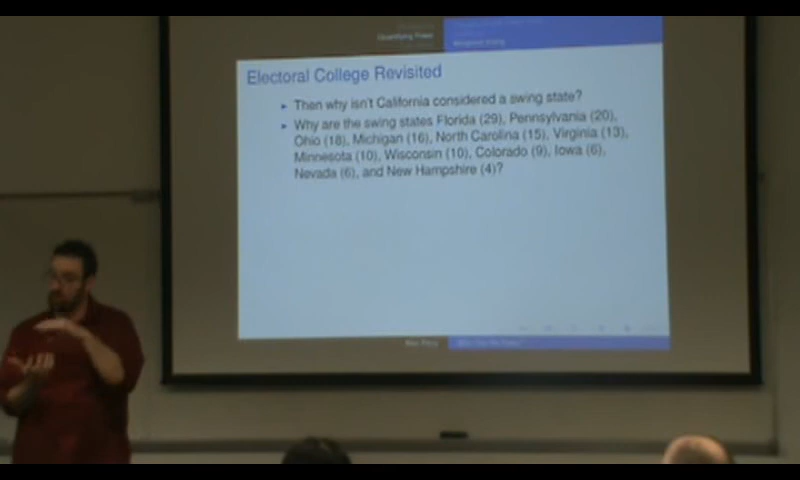 Quantifying Power
Electoral College Revisited
Then why isn't California considered a swing state?
Why are the swing states Florida (29), Pennsylvania (20),
Ohio (18), Michigan (16), North Carolina (15), Virginia (13),
Minnesota (10), Wisconsin (10), Colorado (9), Iowa (6),
Nevada (6), and New Hampshire (4)?